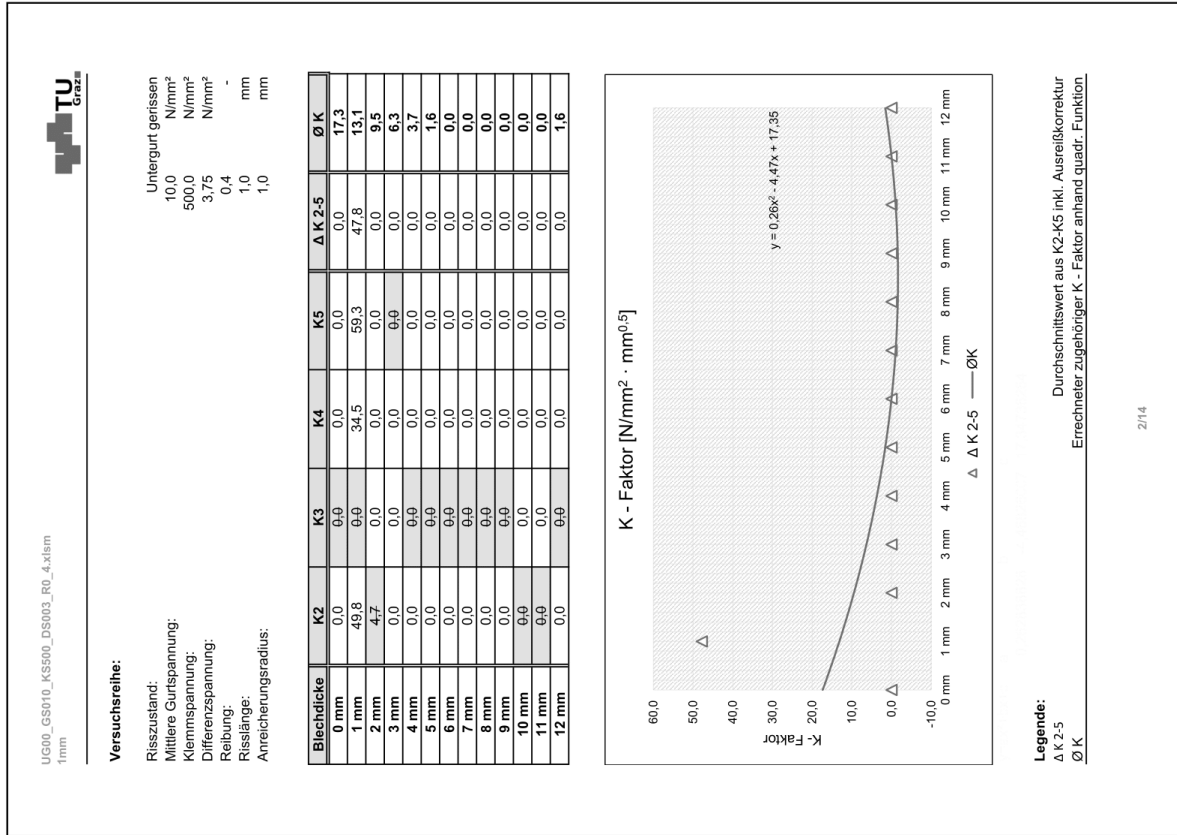 UG00_GS010_KS500_DS003_R0_4.xlsm
1mm
TU
Graz
Versuchsreihe:
Risszustand: Untergurt gerissen
Mittlere Gurtspannung: 10,0 N/mm²
Klemmspannung: 500,0 N/mm²
Differenzspannung: 3,75 N/mm²
Reibung: 0,4 -
Risslänge: 1,0 mm
Anreicherungsradius: 1,0 mm
Blechdicke K2 K3 K4 K5 Δ K 2-5 Ø K
0 mm 0,0 0,0 0,0 0,0 0,0 17,3
1 mm 49,8 0,0 34,5 59,3 47,8 13,1
2 mm 4,7 0,0 0,0 0,0 0,0 9,5
3 mm 0,0 0,0 0,0 0,0 0,0 6,3
4 mm 0,0 0,0 0,0 0,0 0,0 3,7
5 mm 0,0 0,0 0,0 0,0 0,0 1,6
6 mm 0,0 0,0 0,0 0,0 0,0 0,0
7 mm 0,0 0,0 0,0 0,0 0,0 0,0
8 mm 0,0 0,0 0,0 0,0 0,0 0,0
9 mm 0,0 0,0 0,0 0,0 0,0 0,0
10 mm 0,0 0,0 0,0 0,0 0,0 0,0
11 mm 0,0 0,0 0,0 0,0 0,0 0,0
12 mm 0,0 0,0 0,0 0,0 0,0 1,6
K - Faktor [N/mm² · mm⁰,⁵]
K- Faktor
60,0
50,0
40,0
30,0
20,0
10,0
0,0
-10,0
y = 0,26x² - 4,47x + 17,35
0 mm 1 mm 2 mm 3 mm 4 mm 5 mm 6 mm 7 mm 8 mm 9 mm 10 mm 11 mm 12 mm
Δ K 2-5 ØK
Legende:
Δ K 2-5 Durchschnittswert aus K2-K5 inkl. Ausreißkorrektur
Ø K Errechneter zugehöriger K - Faktor anhand quadr. Funktion
2/14